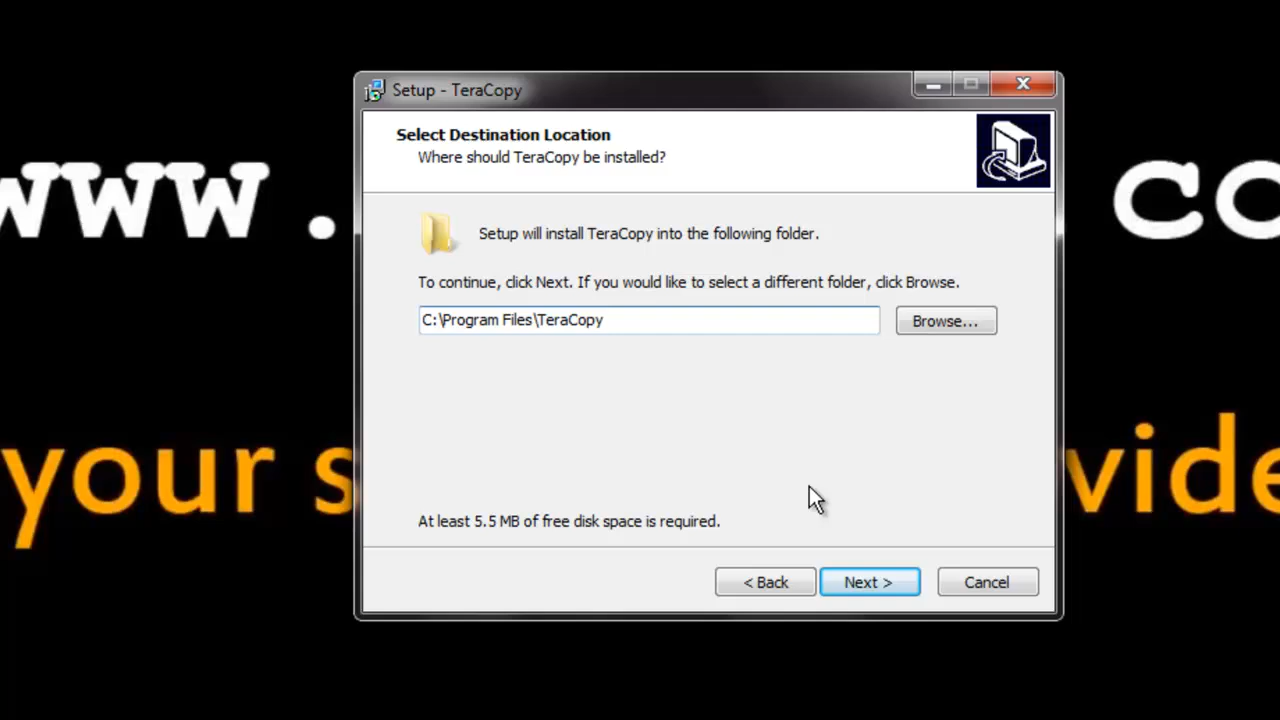 Setup - TeraCopy
Select Destination Location
Where should TeraCopy be installed?
www. co
Setup will install TeraCopy into the following folder.
To continue, click Next. If you would like to select a different folder, click Browse.
C:\Program Files\TeraCopy
Browse...
your s vide
At least 5.5 MB of free disk space is required.
< Back
Next >
Cancel